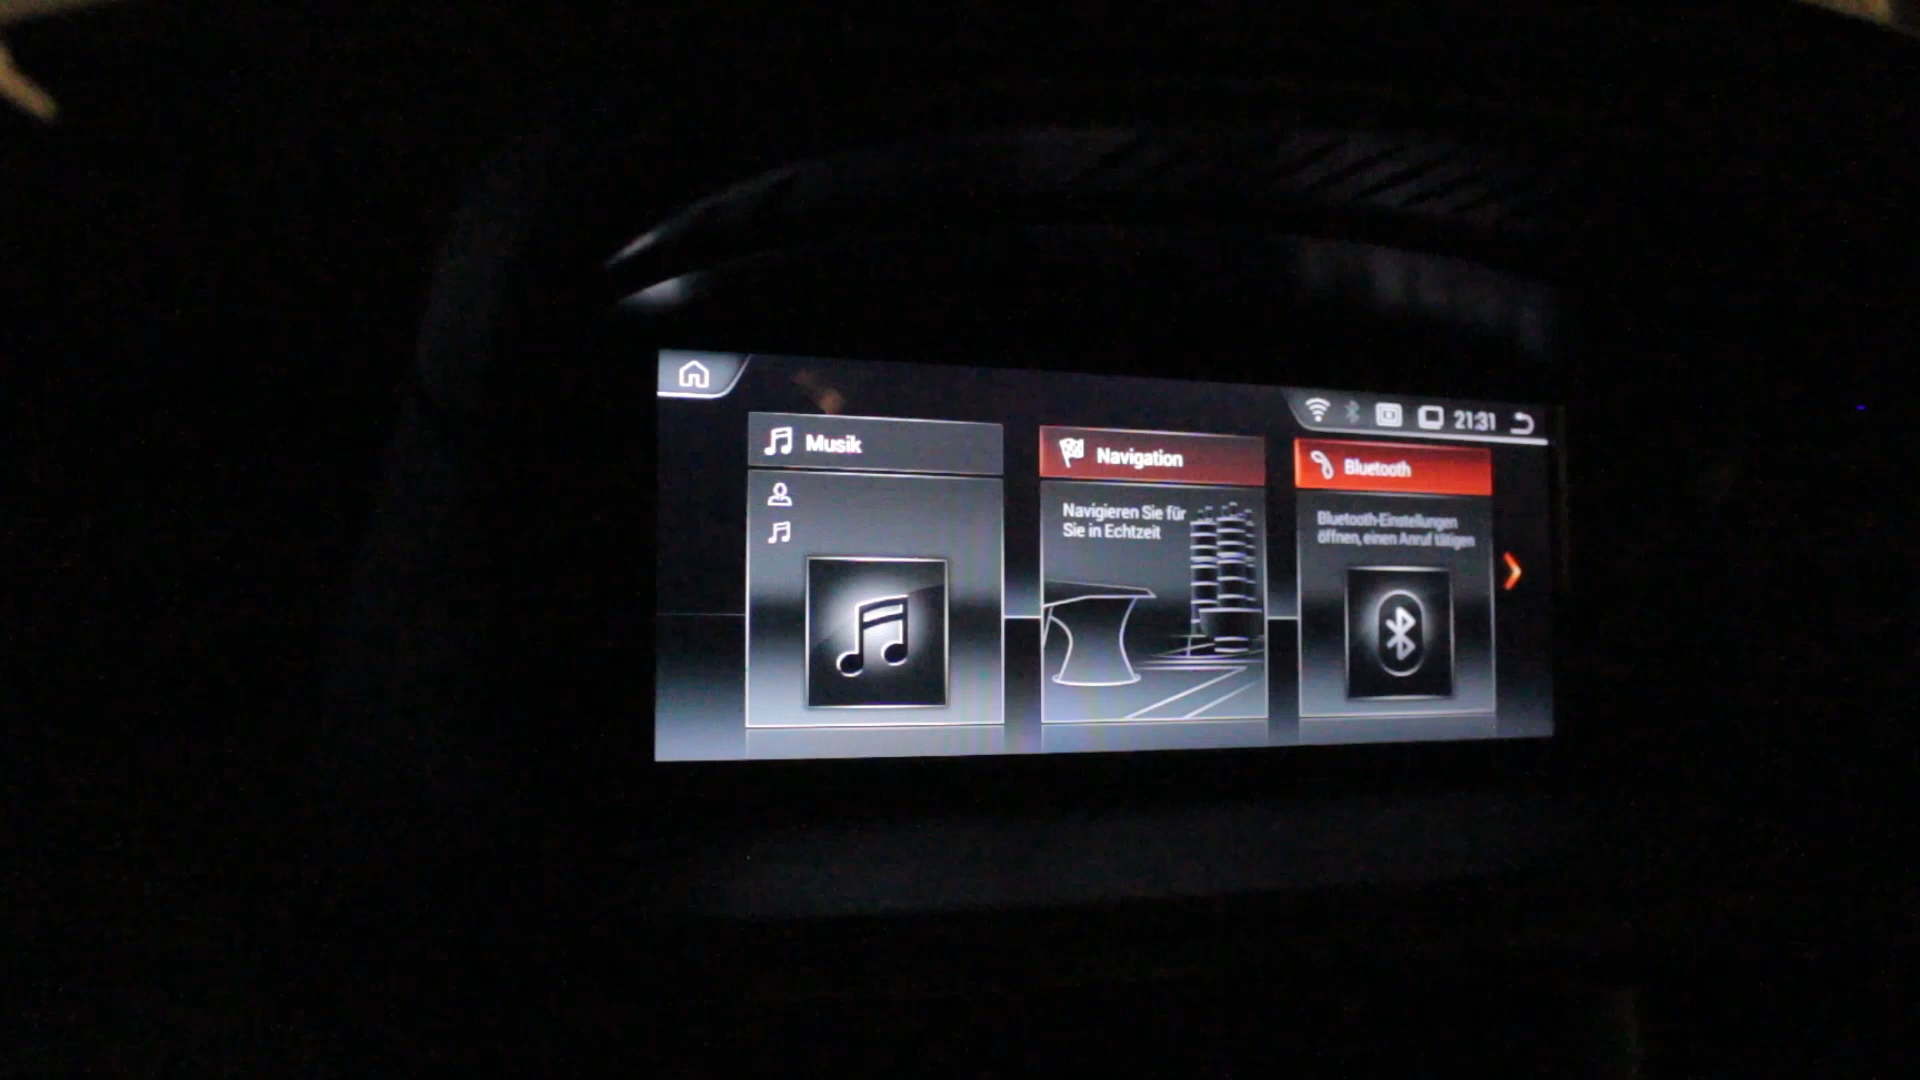 21:31
Musik
Navigation
Navigieren Sie für
Sie in Echtzeit
Bluetooth
Bluetooth-Einstellungen
öffnen, einen Anruf tätigen